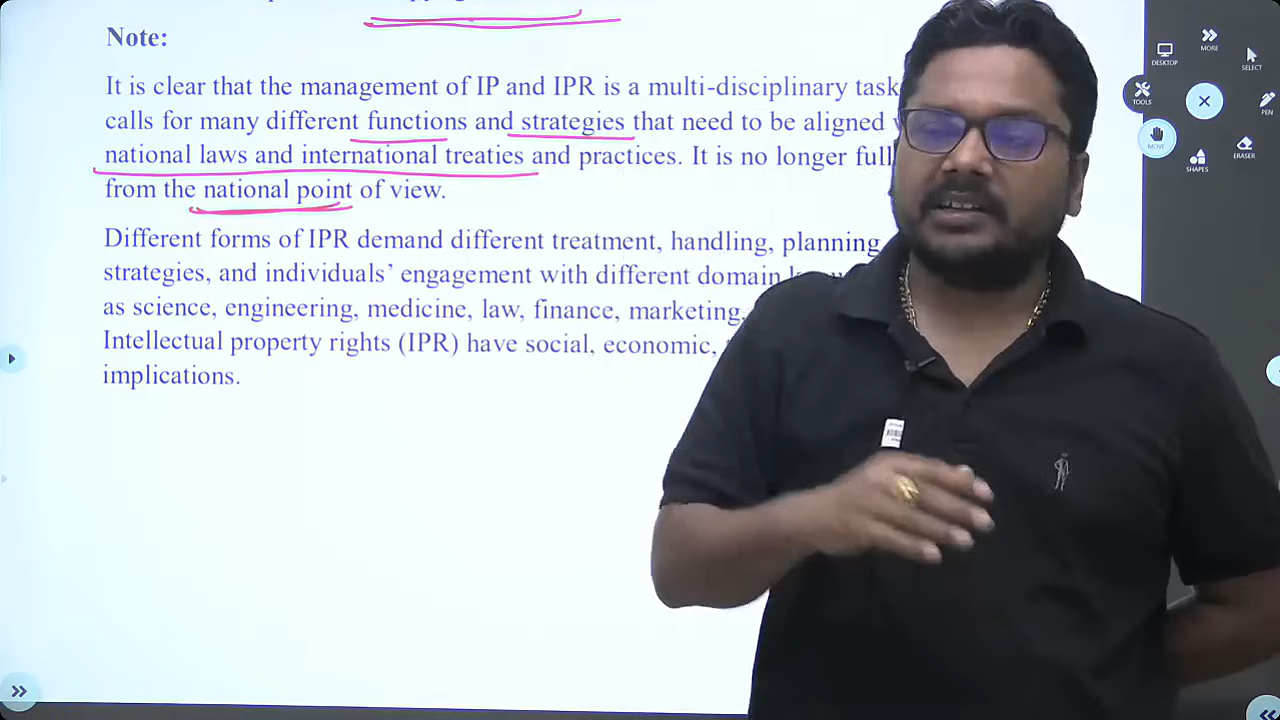 Note:
It is clear that the management of IP and IPR is a multi-disciplinary task
calls for many different functions and strategies that need to be aligned
national laws and international treaties and practices. It is no longer
from the national point of view.
Different forms of IPR demand different treatment, handling, planning
strategies, and individuals’ engagement with different domain
as science, engineering, medicine, law, finance, marketing,
Intellectual property rights (IPR) have social, economic,
implications.
DESKTOP
MORE
SELECT
TOOLS
PEN
MOVE
SHAPES
ERASER